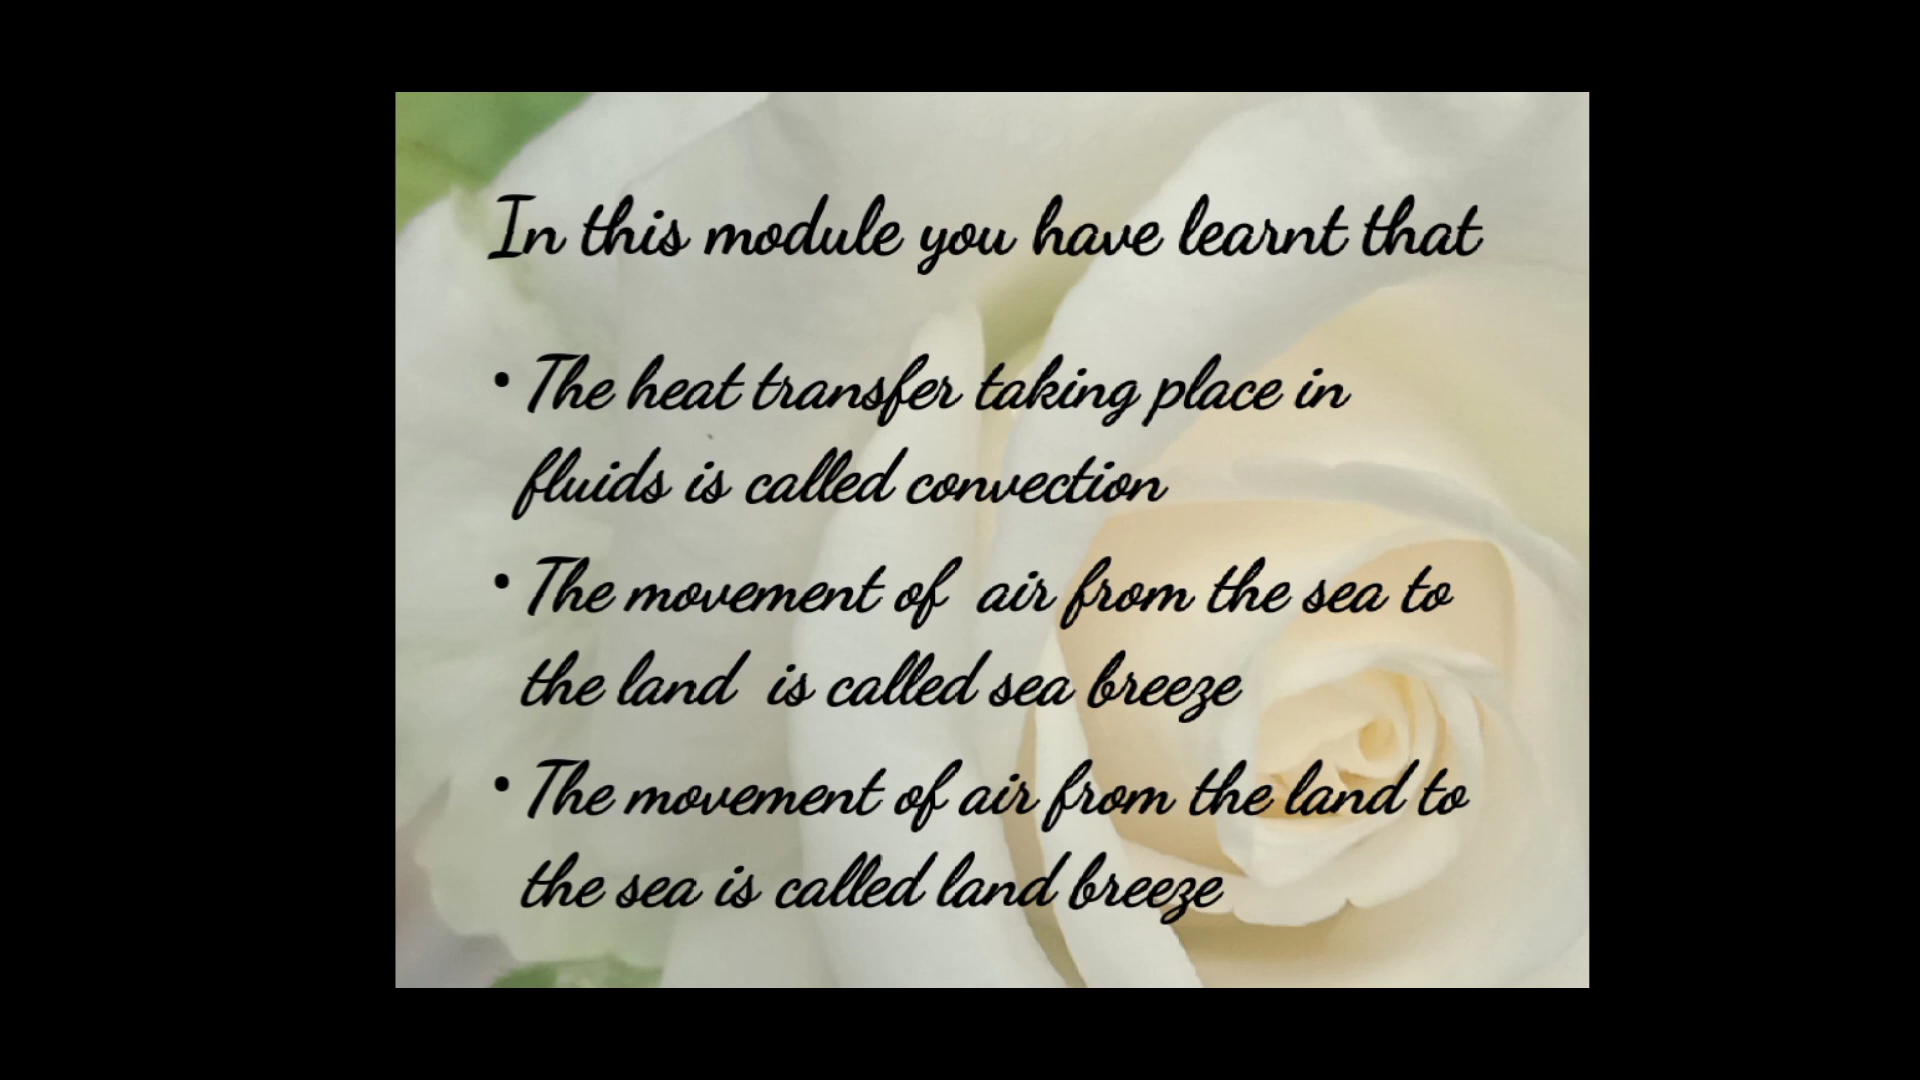 In this module you have learnt that
• The heat transfer taking place in
fluids is called convection
• The movement of  air from the sea to
the land  is called sea breeze
• The movement of air from the land to
the sea is called land breeze